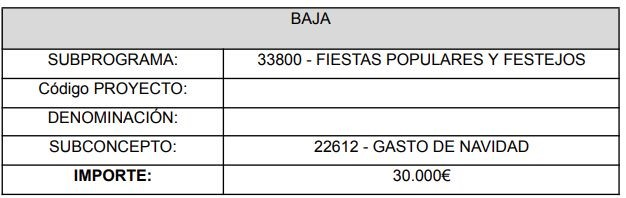 BAJA
SUBPROGRAMA: 33800 - FIESTAS POPULARES Y FESTEJOS
Código PROYECTO:
DENOMINACIÓN:
SUBCONCEPTO: 22612 - GASTO DE NAVIDAD
IMPORTE: 30.000€